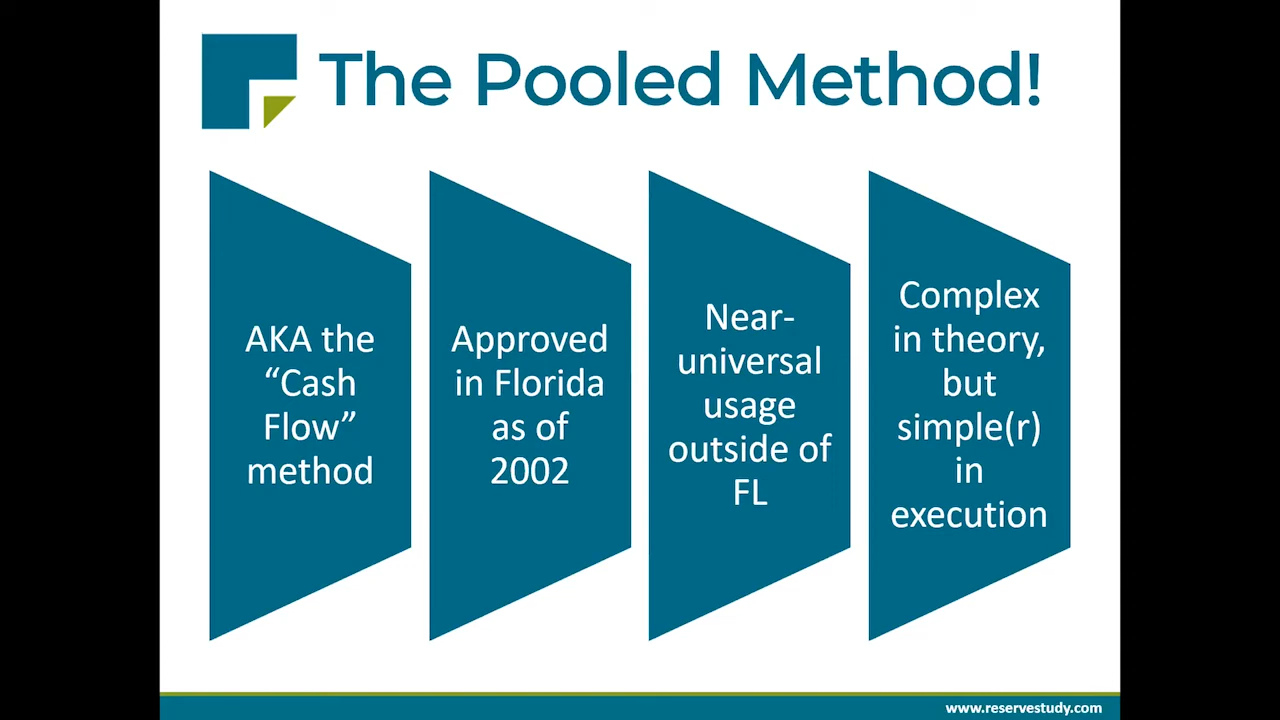 The Pooled Method!
AKA the
“Cash
Flow”
method
Approved
in Florida
as of
2002
Near-
universal
usage
outside of
FL
Complex
in theory,
but
simple(r)
in
execution
www.reservestudy.com